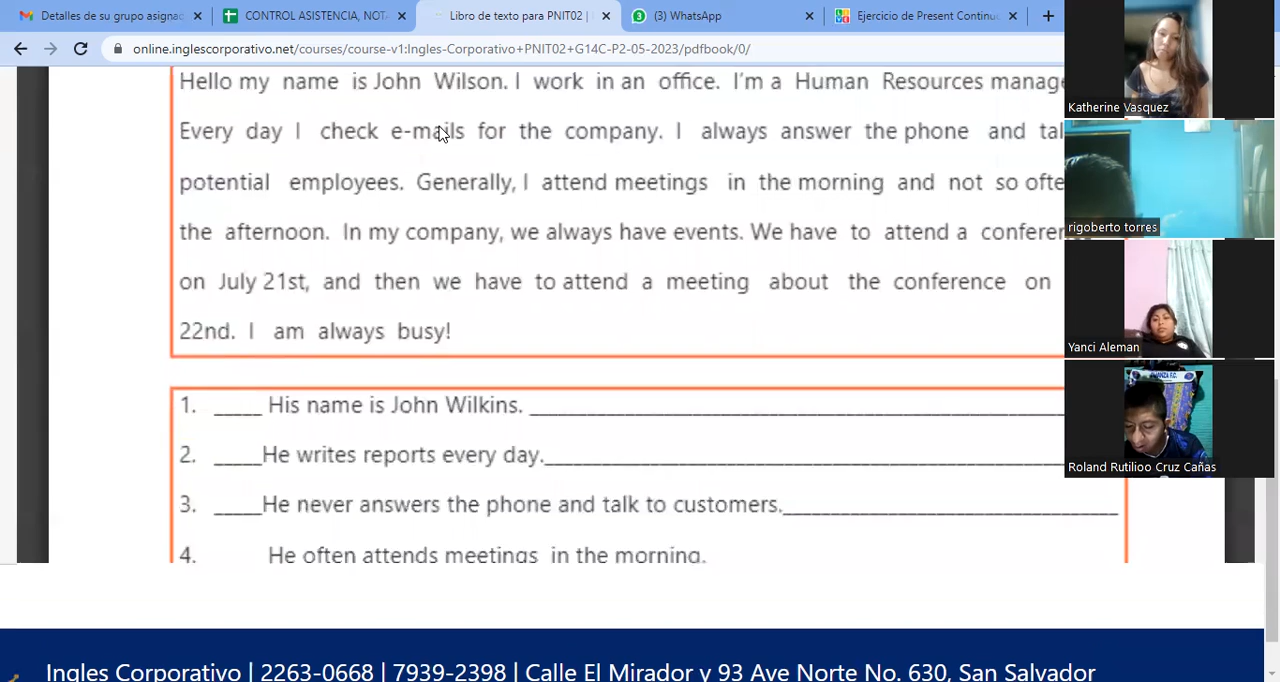 Detalles de su grupo asignad
CONTROL ASISTENCIA, NOT
Libro de texto para PNIT02 |
(3) WhatsApp
Ejercicio de Present Continu
online.inglescorporativo.net/courses/course-v1:Ingles-Corporativo+PNIT02+G14C-P2-05-2023/pdfbook/0/
Hello my name is John Wilson. I work in an office. I'm a Human Resources manage
Every day I check e-mails for the company. I always answer the phone and tal
potential employees. Generally, I attend meetings in the morning and not so ofte
the afternoon. In my company, we always have events. We have to attend a conferen
on July 21st, and then we have to attend a meeting about the conference on
22nd. I am always busy!
1. _____ His name is John Wilkins. ______
2. _____He writes reports every day.______
3. _____He never answers the phone and talk to customers.______
4. He often attends meetings in the morning.
Katherine Vasquez
rigoberto torres
Yanci Aleman
Roland Rutilioo Cruz Cañas
Ingles Corporativo | 2263-0668 | 7939-2398 | Calle El Mirador y 93 Ave Norte No. 630, San Salvador